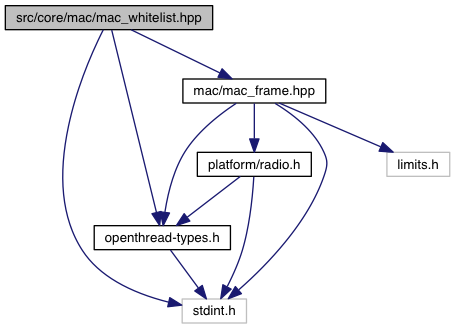 src/core/mac/mac_whitelist.hpp
mac/mac_frame.hpp
platform/radio.h
limits.h
openthread-types.h
stdint.h